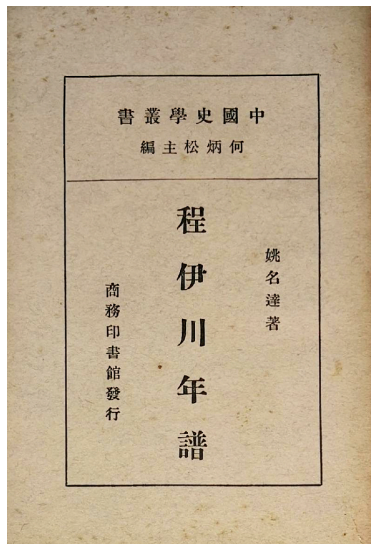 中國史學叢書
何炳松主編
姚名達著
程伊川年譜
商務印書館發行